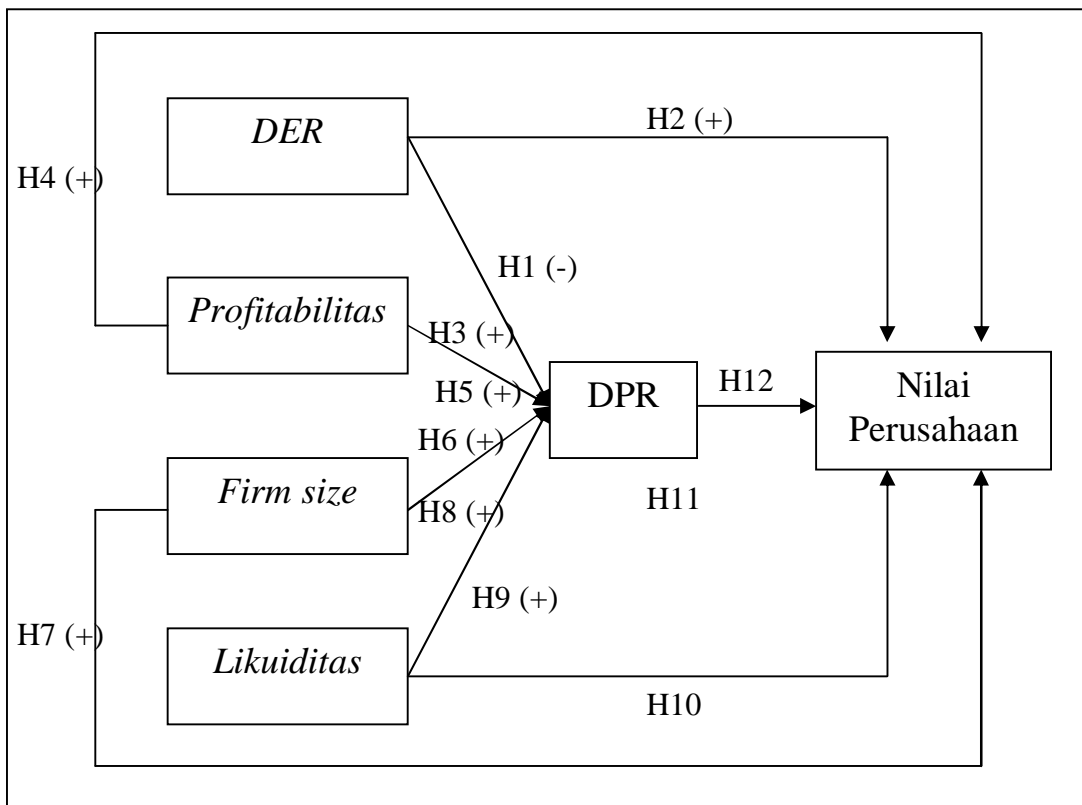 DER
H2 (+)
H4 (+)
H1 (-)
Profitabilitas
H3 (+)
H5 (+)
DPR
H12
Nilai
Perusahaan
H6 (+)
Firm size
H8 (+)
H11
H9 (+)
H7 (+)
Likuiditas
H10